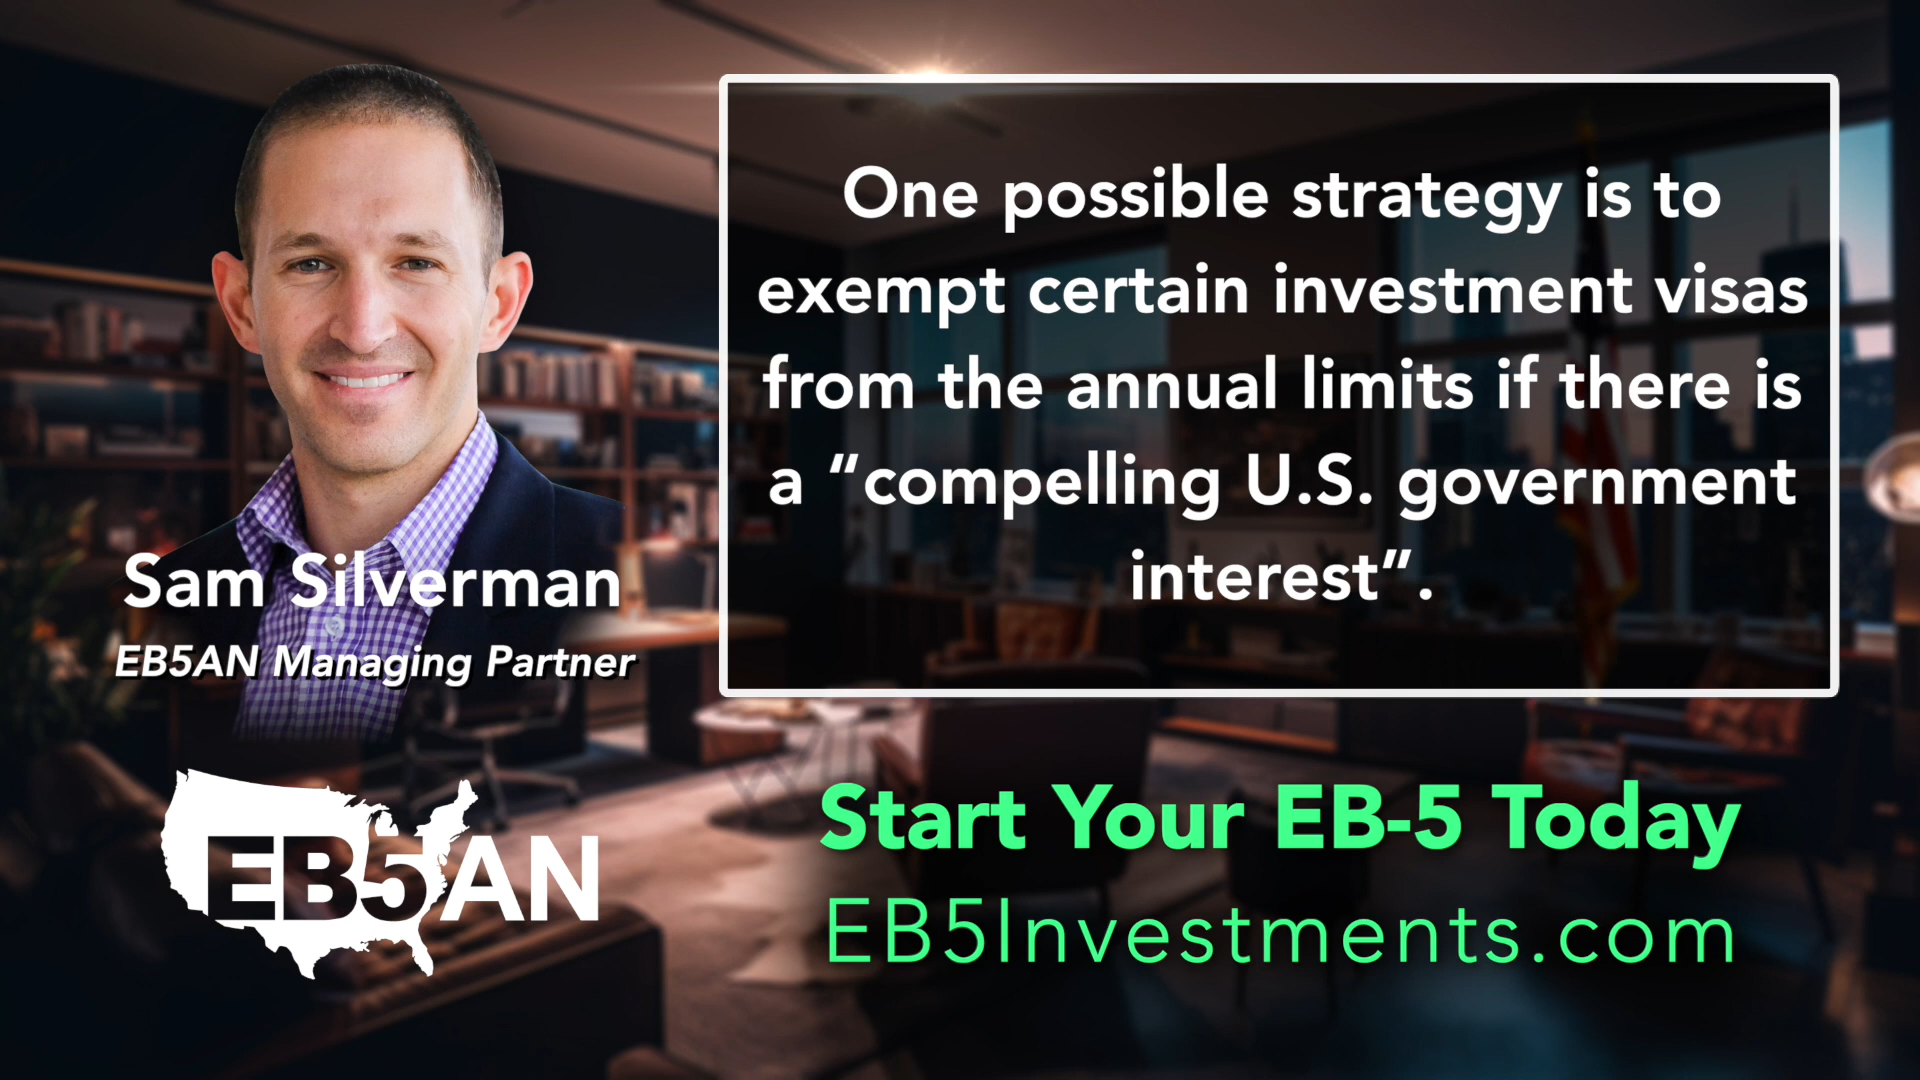 One possible strategy is to
exempt certain investment visas
from the annual limits if there is
a “compelling U.S. government
interest”.
Sam Silverman
EB5AN Managing Partner
EB5AN
Start Your EB-5 Today
EB5Investments.com